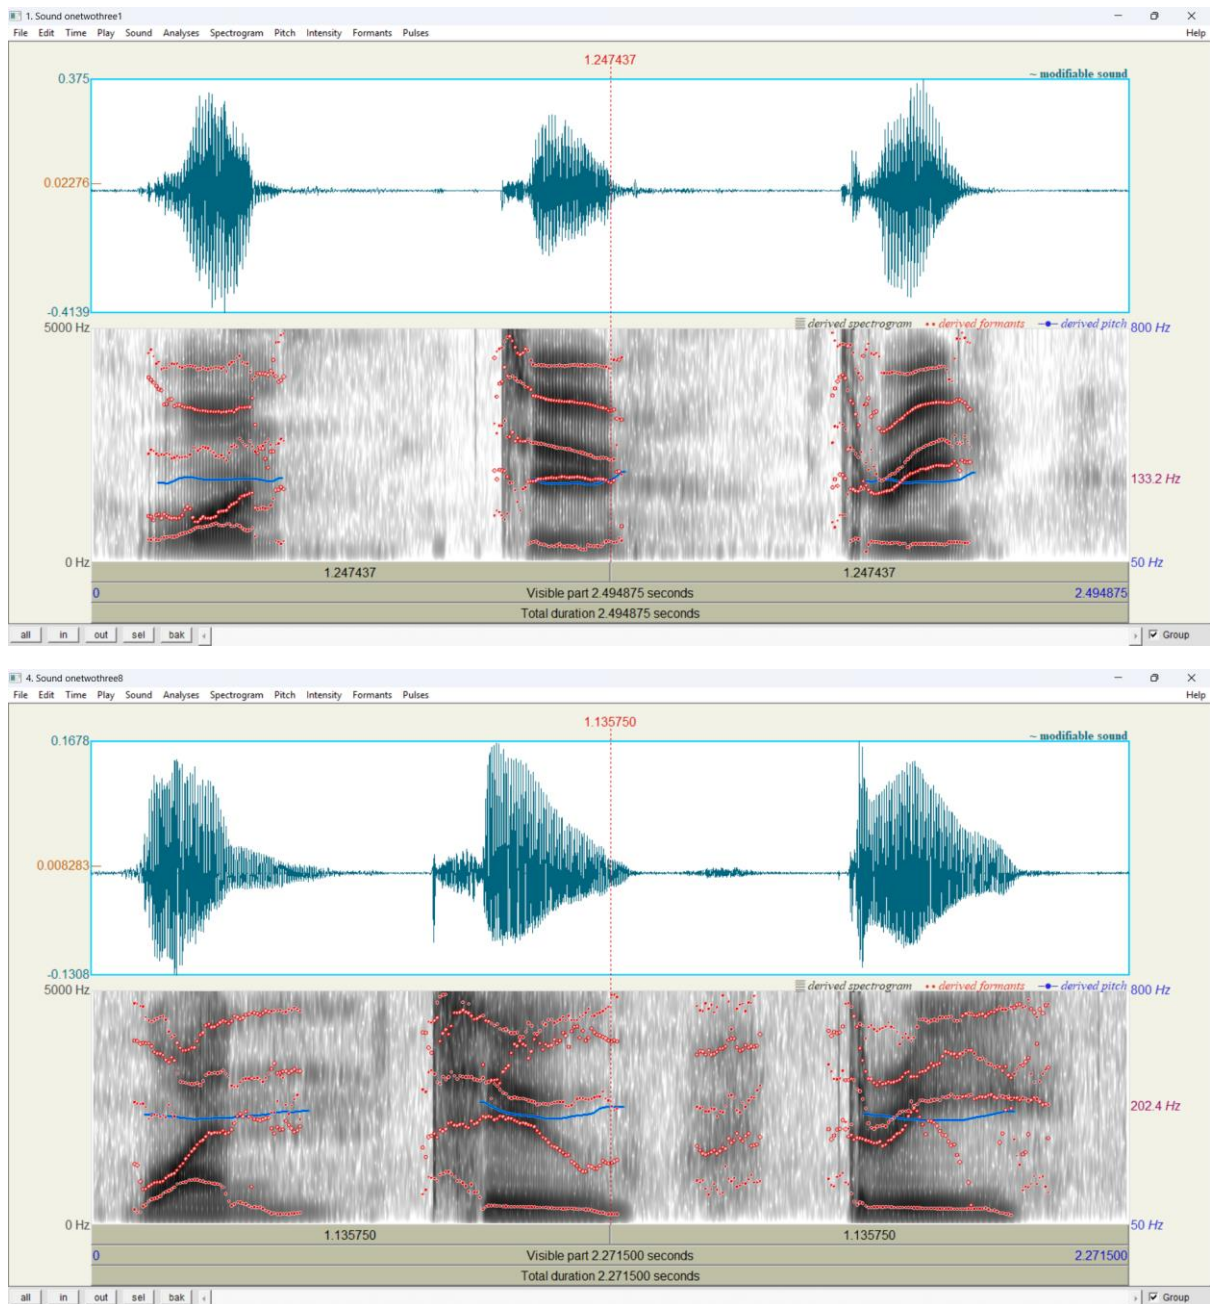 1. Sound onetwothree1
File Edit Time Play Sound Analyses Spectrogram Pitch Intensity Formants Pulses Help
1.247437
0.375
~ modifiable sound
0.02276
-0.4139
5000 Hz
derived spectrogram derived formants derived pitch
800 Hz
133.2 Hz
0 Hz
50 Hz
1.247437 1.247437
0 Visible part 2.494875 seconds 2.494875
Total duration 2.494875 seconds
all in out sel bak Group
4. Sound onetwothree8
File Edit Time Play Sound Analyses Spectrogram Pitch Intensity Formants Pulses Help
1.135750
0.1678
~ modifiable sound
0.008283
-0.1308
5000 Hz
derived spectrogram derived formants derived pitch
800 Hz
202.4 Hz
0 Hz
50 Hz
1.135750 1.135750
0 Visible part 2.271500 seconds 2.271500
Total duration 2.271500 seconds
all in out sel bak Group